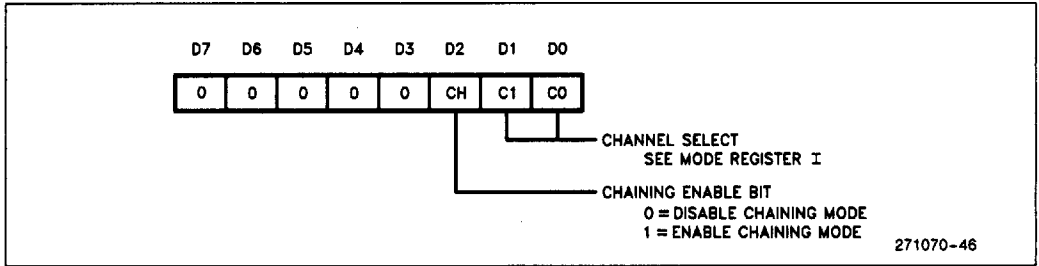 D7 D6 D5 D4 D3 D2 D1 D0
0 0 0 0 0 CH C1 C0
CHANNEL SELECT
SEE MODE REGISTER I
CHAINING ENABLE BIT
0 = DISABLE CHAINING MODE
1 = ENABLE CHAINING MODE
271070-46